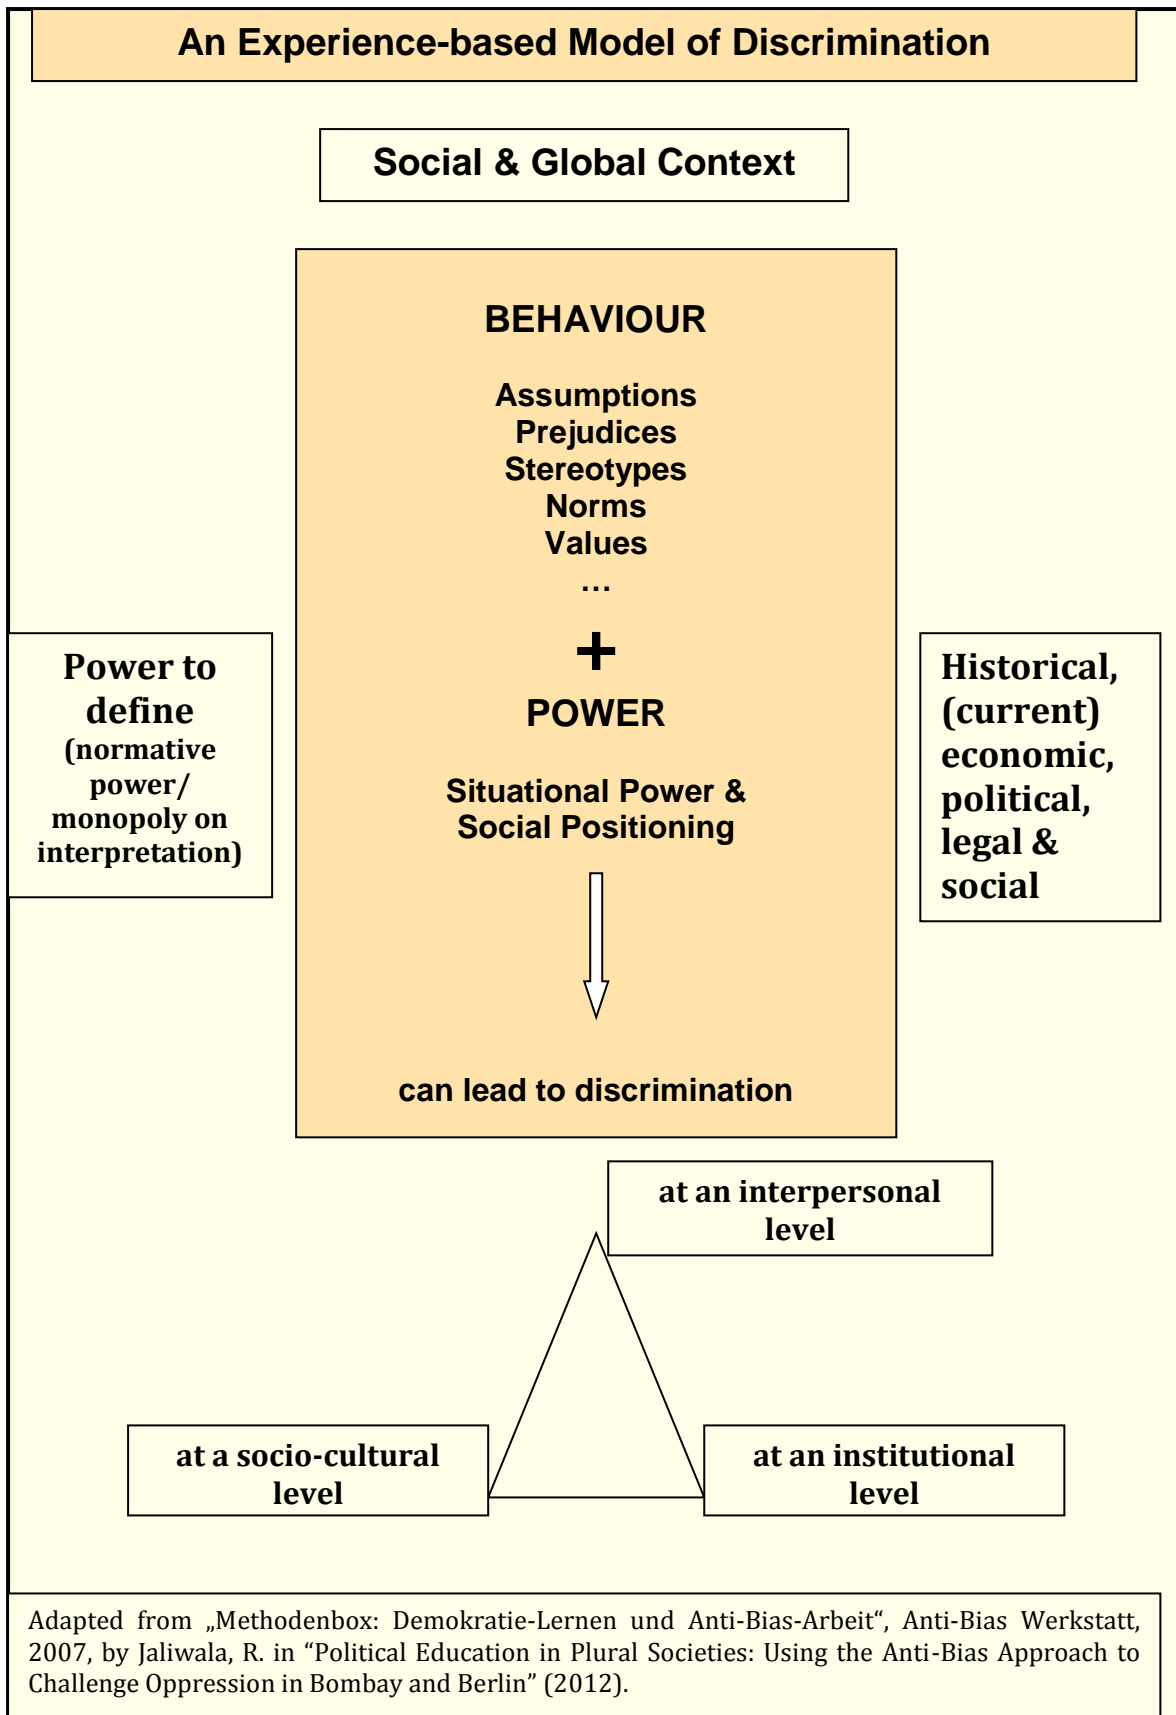 An Experience-based Model of Discrimination
Social & Global Context
BEHAVIOUR
Assumptions
Prejudices
Stereotypes
Norms
Values
…
+
POWER
Situational Power &
Social Positioning
can lead to discrimination
Power to
define
(normative
power/
monopoly on
interpretation)
Historical,
(current)
economic,
political,
legal &
social
at an interpersonal
level
at a socio-cultural
level
at an institutional
level
Adapted from „Methodenbox: Demokratie-Lernen und Anti-Bias-Arbeit“, Anti-Bias Werkstatt,
2007, by Jaliwala, R. in “Political Education in Plural Societies: Using the Anti-Bias Approach to
Challenge Oppression in Bombay and Berlin” (2012).